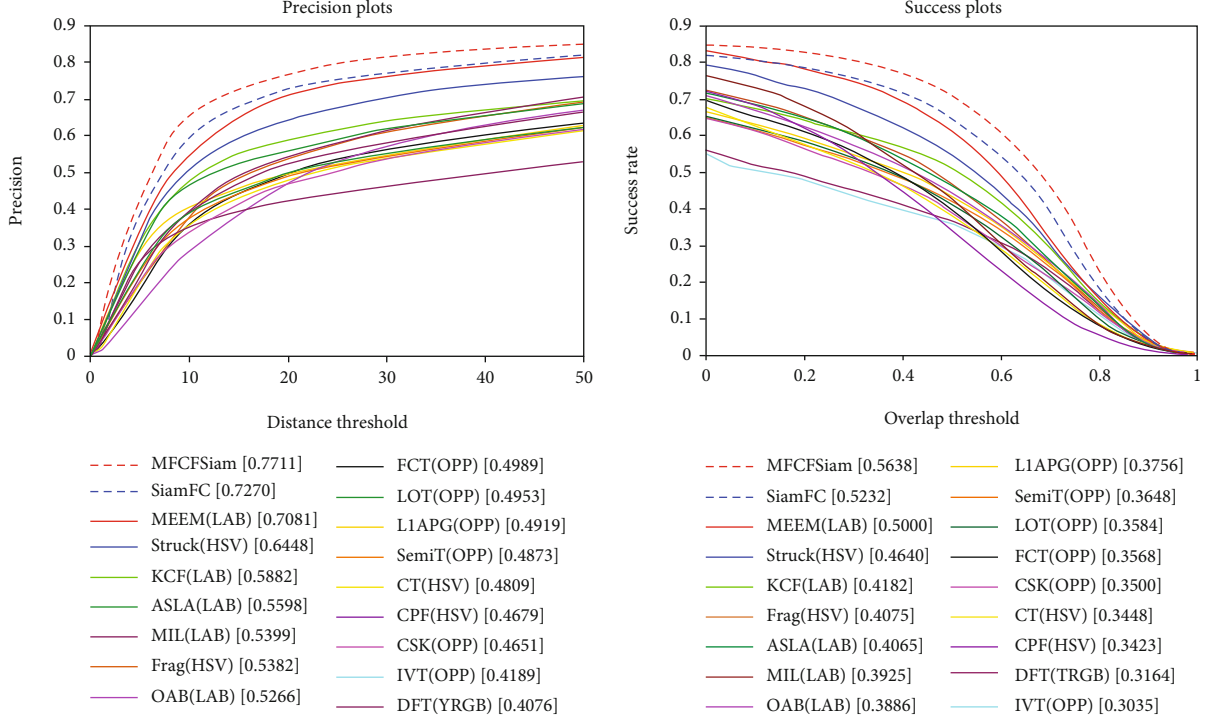 Precision plots
0.9
0.8
0.7
0.6
0.5
0.4
0.3
0.2
0.1
0
Precision
0
10
20
30
40
50
Distance threshold
MFCFSiam [0.7711]
SiamFC [0.7270]
MEEM(LAB) [0.7081]
Struck(HSV) [0.6448]
KCF(LAB) [0.5882]
ASLA(LAB) [0.5598]
MIL(LAB) [0.5399]
Frag(HSV) [0.5382]
OAB(LAB) [0.5266]
FCT(OPP) [0.4989]
LOT(OPP) [0.4953]
L1APG(OPP) [0.4919]
SemiT(OPP) [0.4873]
CT(HSV) [0.4809]
CPF(HSV) [0.4679]
CSK(OPP) [0.4651]
IVT(OPP) [0.4189]
DFT(YRGB) [0.4076]
Success plots
0.9
0.8
0.7
0.6
0.5
0.4
0.3
0.2
0.1
0
Success rate
0
0.2
0.4
0.6
0.8
1
Overlap threshold
MFCFSiam [0.5638]
SiamFC [0.5232]
MEEM(LAB) [0.5000]
Struck(HSV) [0.4640]
KCF(LAB) [0.4182]
Frag(HSV) [0.4075]
ASLA(LAB) [0.4065]
MIL(LAB) [0.3925]
OAB(LAB) [0.3886]
L1APG(OPP) [0.3756]
SemiT(OPP) [0.3648]
LOT(OPP) [0.3584]
FCT(OPP) [0.3568]
CSK(OPP) [0.3500]
CT(HSV) [0.3448]
CPF(HSV) [0.3423]
DFT(TRGB) [0.3164]
IVT(OPP) [0.3035]